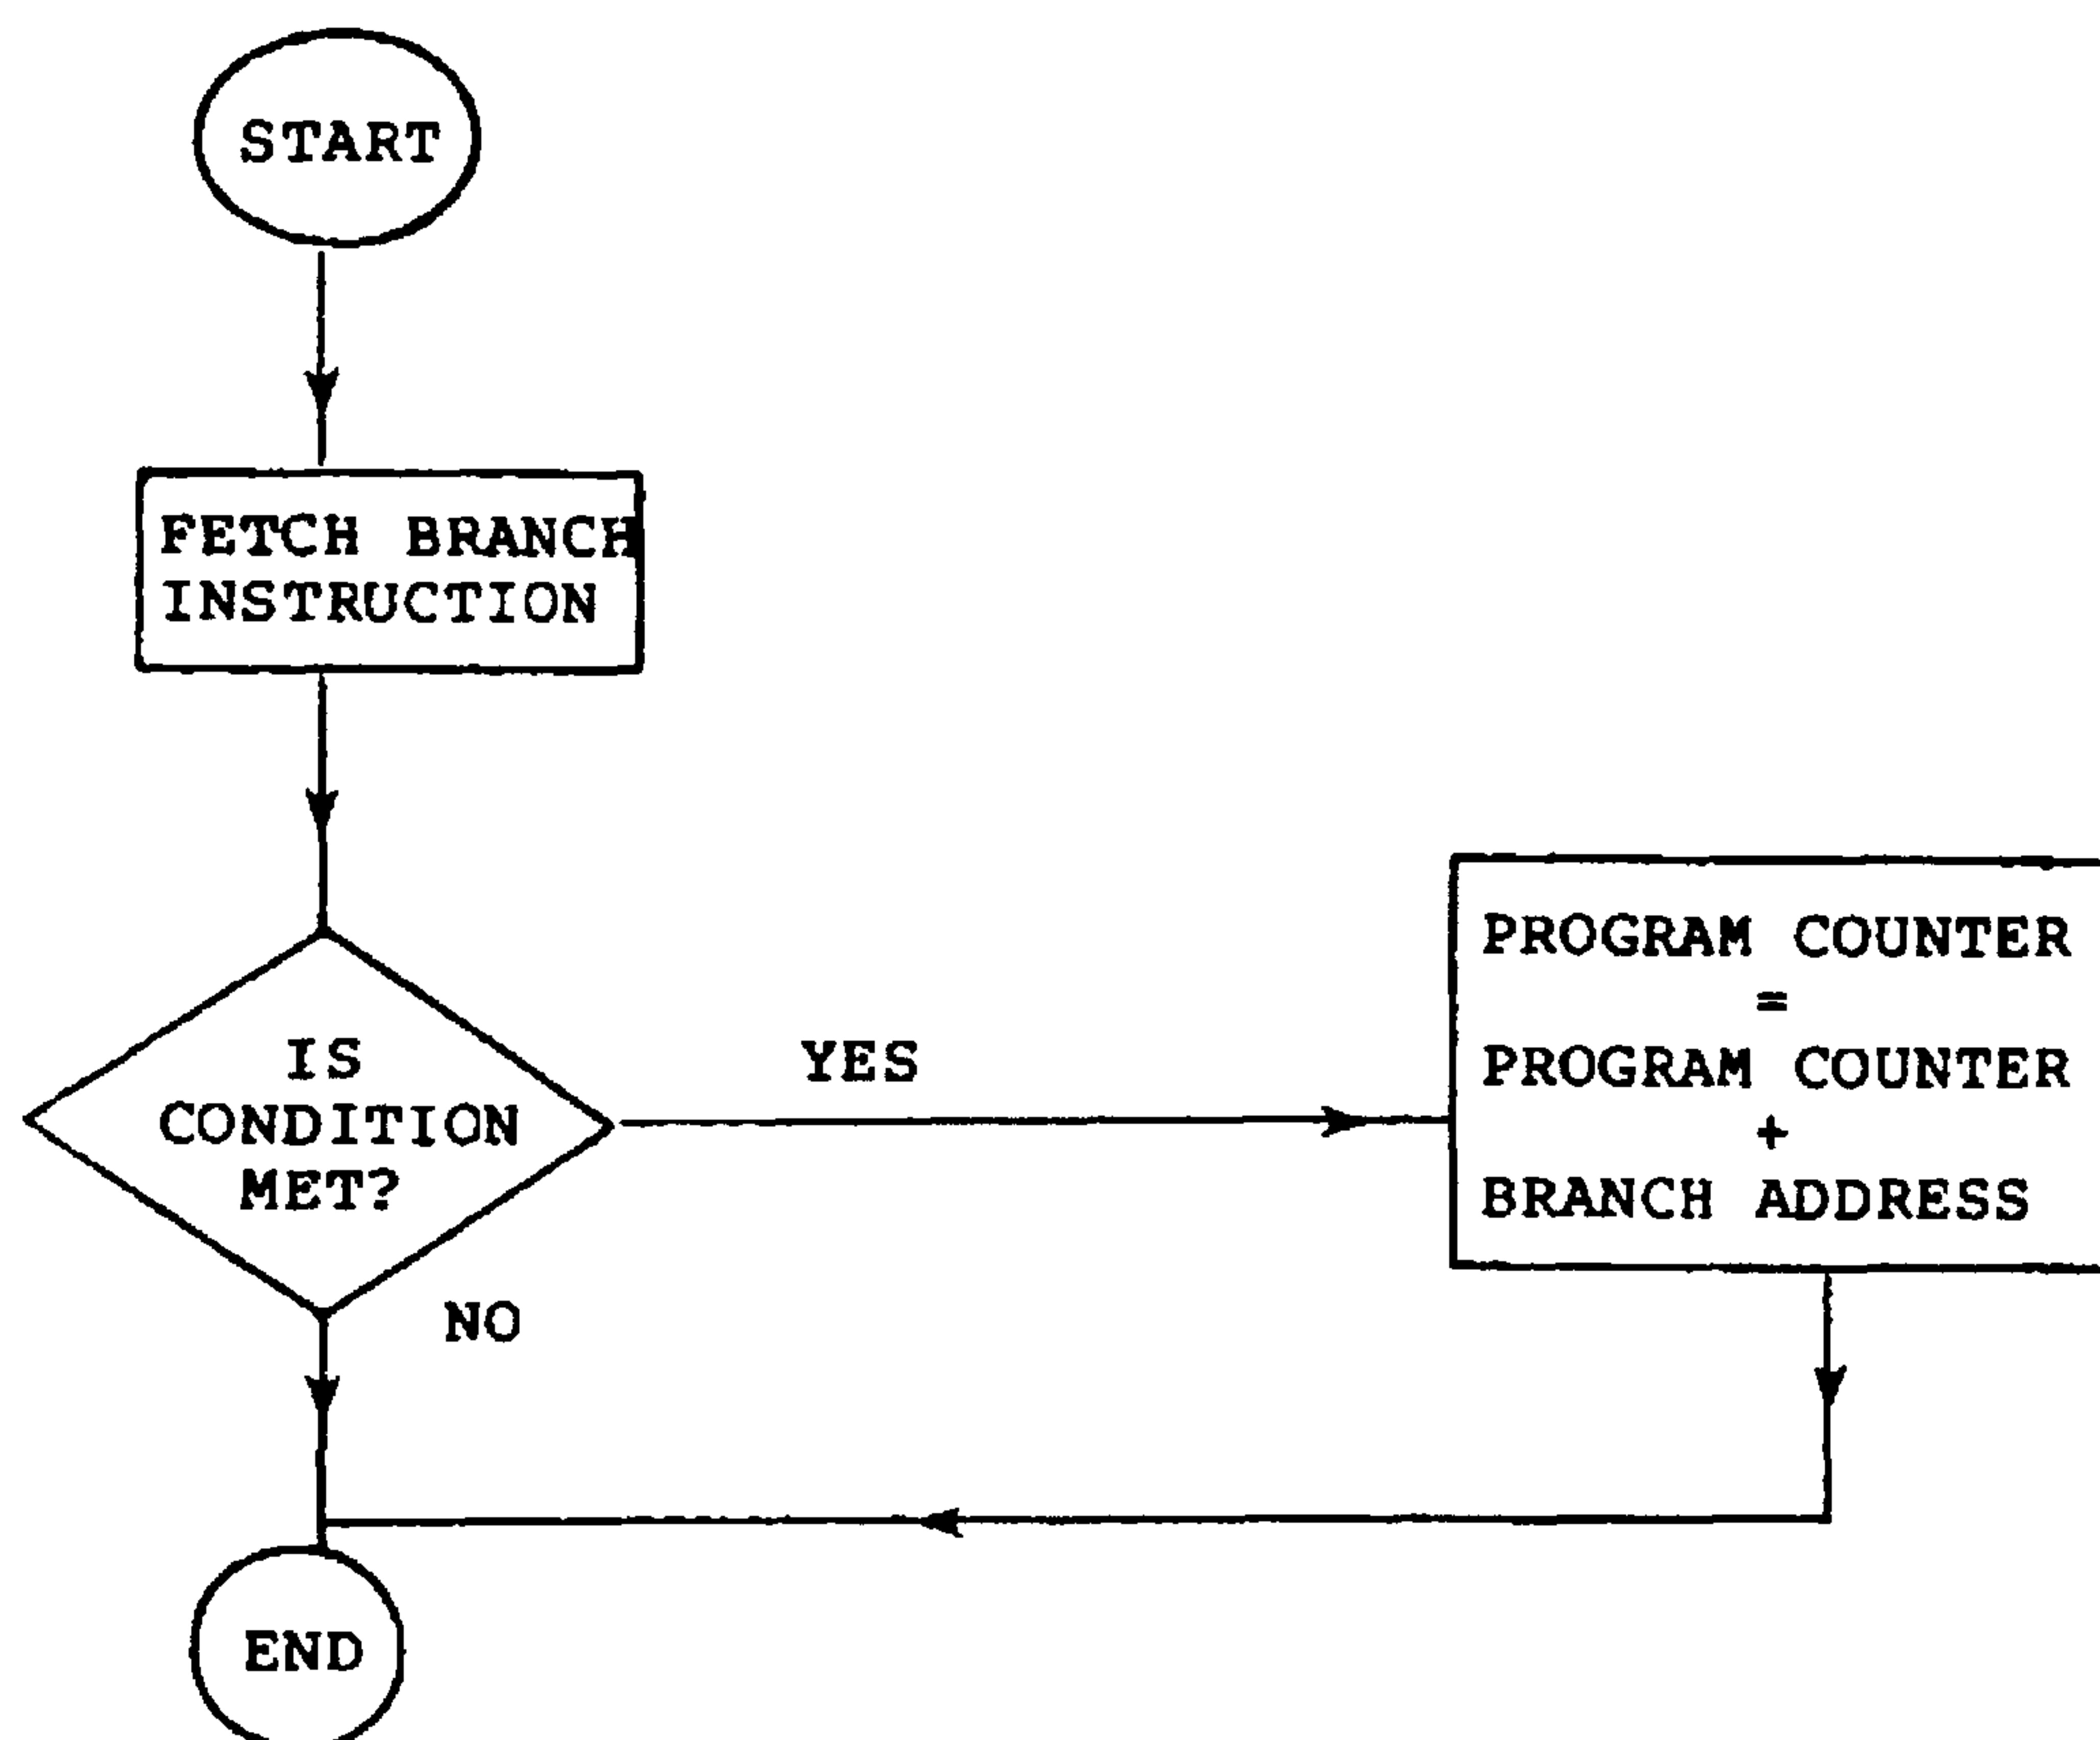 START
FETCH BRANCH
INSTRUCTION
IS
CONDITION
MET?
YES
NO
PROGRAM COUNTER
=
PROGRAM COUNTER
+
BRANCH ADDRESS
END